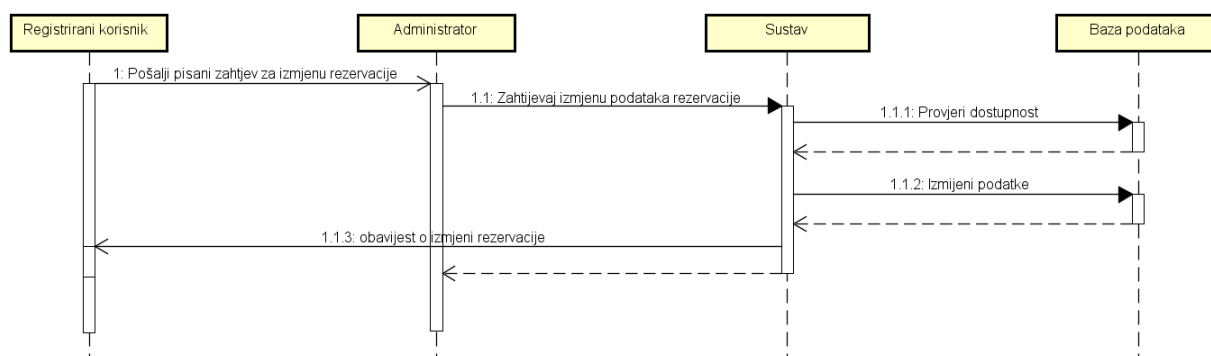 Registrirani korisnik
Administrator
Sustav
Baza podataka
1: Pošalji pisani zahtjev za izmjenu rezervacije
1.1: Zahtijevaj izmjenu podataka rezervacije
1.1.1: Provjeri dostupnost
1.1.2: Izmijeni podatke
1.1.3: obavijest o izmjeni rezervacije